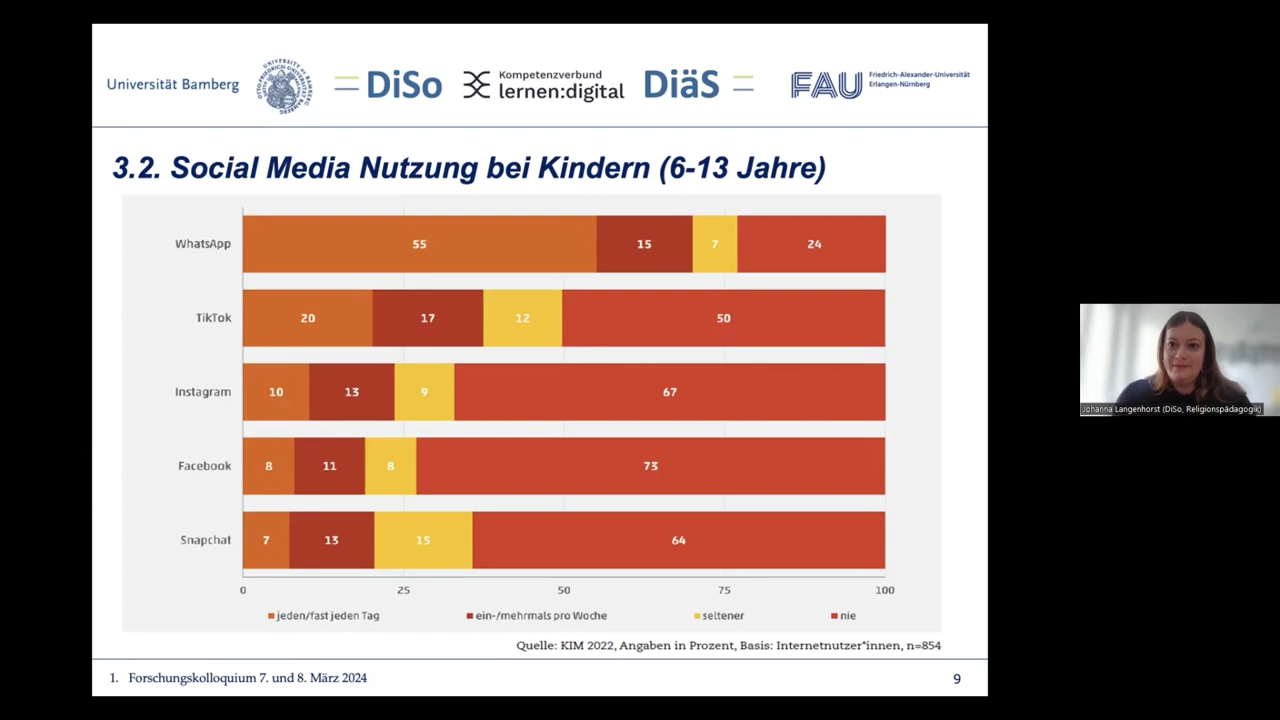 Universität Bamberg
DiSo
Kompetenzverbund
lernen:digital
DiäS
FAU
Friedrich-Alexander-Universität
Erlangen-Nürnberg
3.2. Social Media Nutzung bei Kindern (6-13 Jahre)
WhatsApp 55 15 7 24
TikTok 20 17 12 50
Instagram 10 13 9 67
Facebook 8 11 8 73
Snapchat 7 13 15 64
0 25 50 75 100
jeden/fast jeden Tag ein-/mehrmals pro Woche seltener nie
Quelle: KIM 2022, Angaben in Prozent, Basis: Internetnutzer*innen, n=854
1. Forschungskolloquium 7. und 8. März 2024
9
Johanna Langenhorst (DiSo, Religionspädagogik)